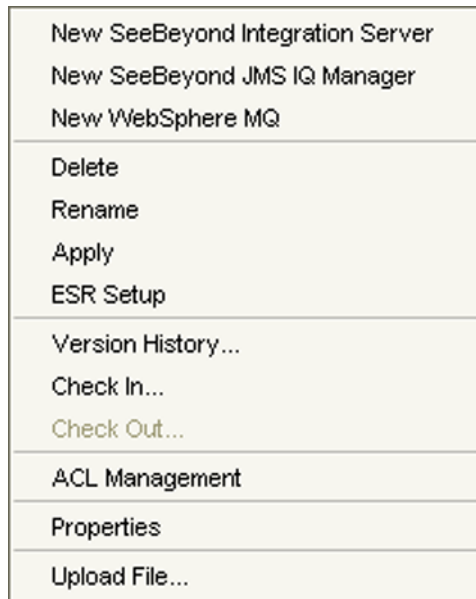 New SeeBeyond Integration Server
New SeeBeyond JMS IQ Manager
New WebSphere MQ
Delete
Rename
Apply
ESR Setup
Version History...
Check In...
Check Out...
ACL Management
Properties
Upload File...